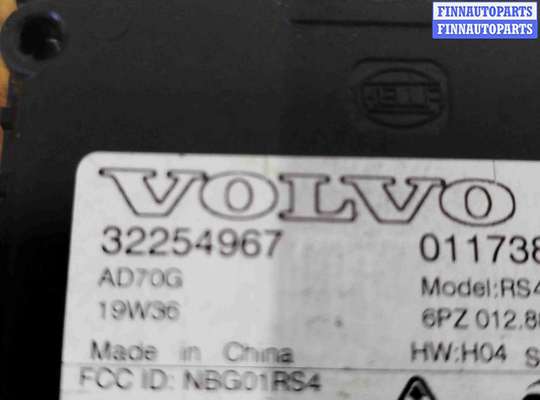 FINNAUTOPARTS
FINNAUTOPARTS
HELLA
VOLVO
32254967 011738
AD70G Model:RS4
19W36 6PZ 012.8
Made in China HW:H04 S
FCC ID: NBG01RS4